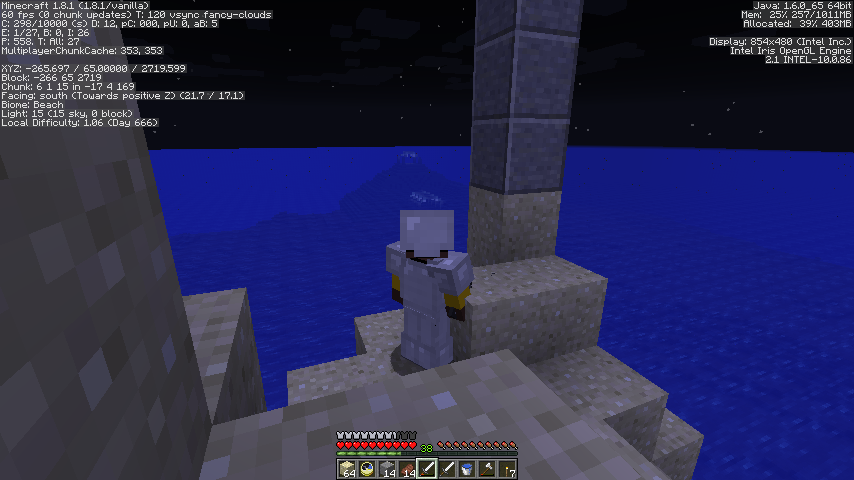 Minecraft 1.8.1 (1.8.1/vanilla)
60 fps (0 chunk updates) T: 120 vsync fancy-clouds
C: 298/10000 (s) D: 12, pC: 000, pU: 0, aB: 5
E: 1/27, B: 0, I: 26
P: 558. T: All: 27
MultiplayerChunkCache: 353, 353
XYZ: -265.697 / 65.00000 / 2719.599
Block: -266 65 2719
Chunk: 6 1 15 in -17 4 169
Facing: south (Towards positive Z) (21.7 / 17.1)
Biome: Beach
Light: 15 (15 sky, 0 block)
Local Difficulty: 1.06 (Day 666)
Java: 1.6.0_65 64bit
Mem: 25% 257/1011MB
Allocated: 39% 403MB
Display: 854x480 (Intel Inc.)
Intel Iris OpenGL Engine
2.1 INTEL-10.0.86
38
64 14 14 7